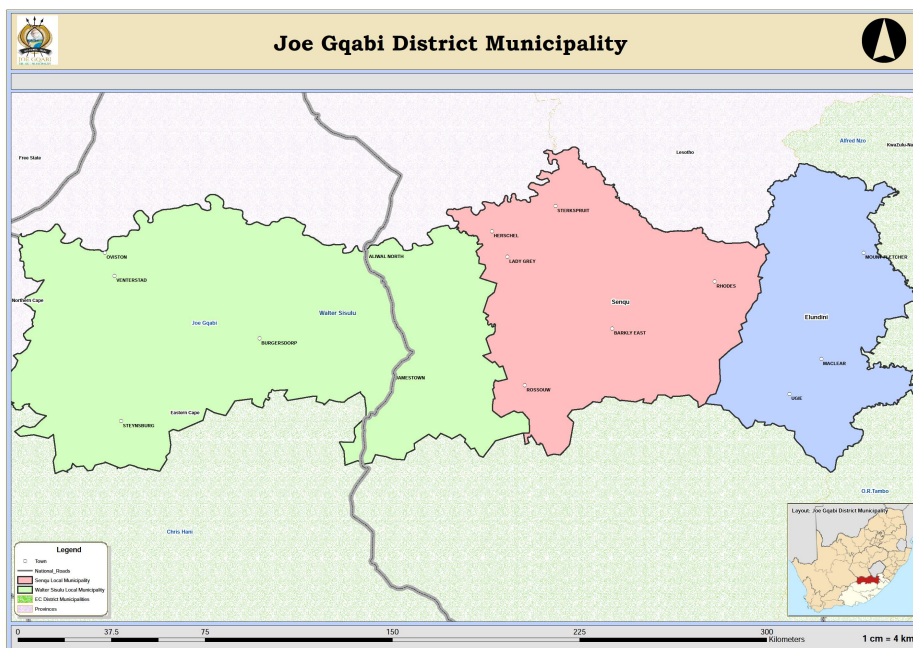 Joe Gqabi District Municipality
JOE GQABI
Free State
Lesotho
Alfred Nzo
STERKSPRUIT
HERSCHEL
OVISTON
ALIWAL NORTH
LADY GREY
MOUNT FLETCHER
VENTERSTAD
RHODES
Northern Cape
Senqu
Walter Sisulu
Joe Gqabi
Elundini
BARKLY EAST
BURGERSDORP
MACLEAR
JAMESTOWN
ROSSOUW
UGIE
Eastern Cape
STEYNSBURG
O.R.Tambo
Chris Hani
Layout: Joe Gqabi District Municipality
Legend
Town
National_Roads
Senqu Local Municipality
Walter Sisulu Local Municipality
EC District Municipalities
Provinces
0 37.5 75 150 225 300
Kilometers
1 cm = 4 km